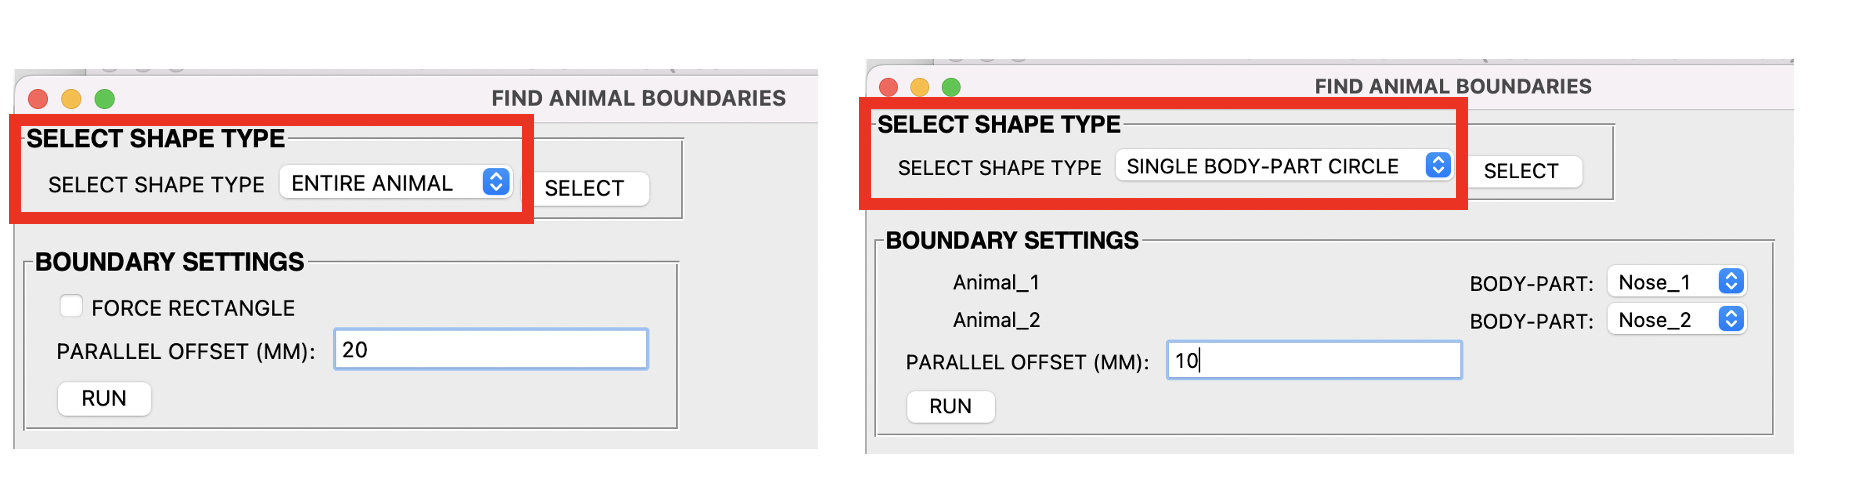 FIND ANIMAL BOUNDARIES
SELECT SHAPE TYPE
SELECT SHAPE TYPE ENTIRE ANIMAL SELECT
BOUNDARY SETTINGS
FORCE RECTANGLE
PARALLEL OFFSET (MM): 20
RUN
FIND ANIMAL BOUNDARIES
SELECT SHAPE TYPE
SELECT SHAPE TYPE SINGLE BODY-PART CIRCLE SELECT
BOUNDARY SETTINGS
Animal_1 BODY-PART: Nose_1
Animal_2 BODY-PART: Nose_2
PARALLEL OFFSET (MM): 10
RUN